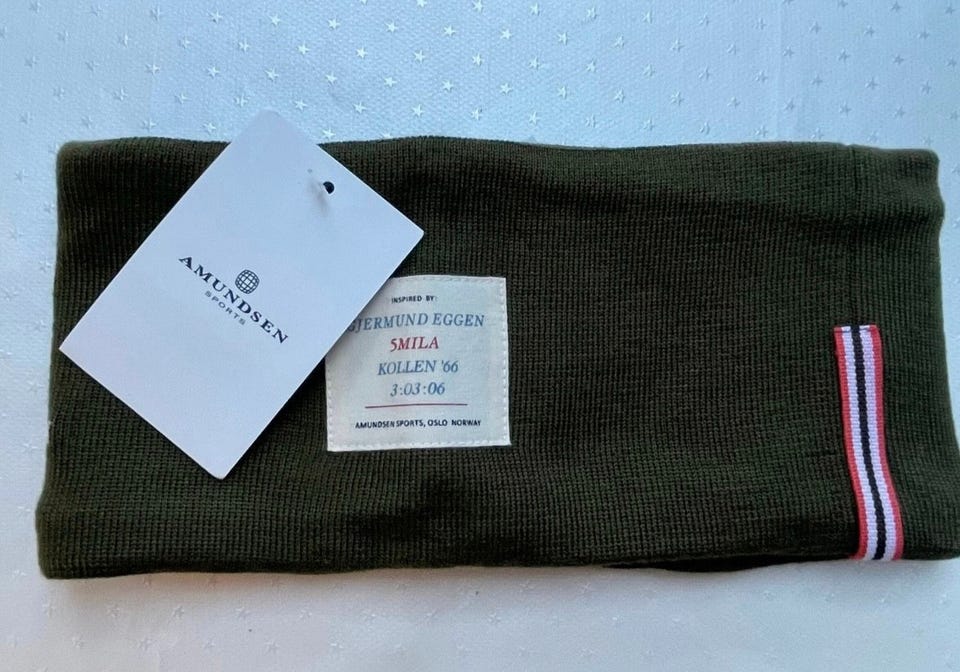 AMUNDSEN
SPORTS
INSPIRED BY:
GJERMUND EGGEN
5MILA
KOLLEN '66
3:03:06
AMUNDSEN SPORTS, OSLO NORWAY